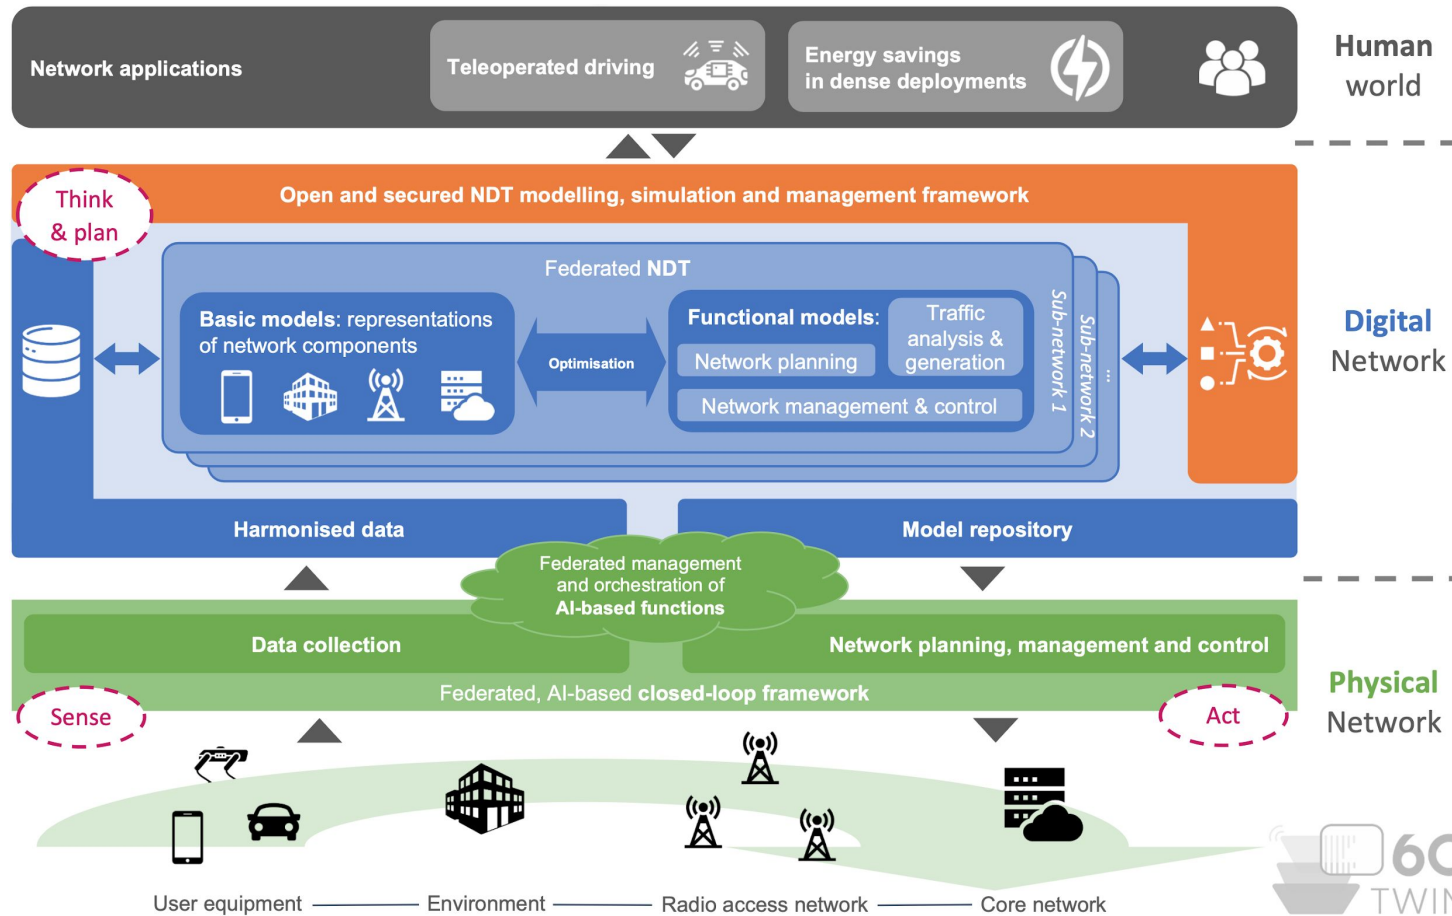 Network applications
Teleoperated driving
Energy savings
in dense deployments
Human
world
Think
& plan
Open and secured NDT modelling, simulation and management framework
Federated NDT
Basic models: representations
of network components
Optimisation
Functional models:
Traffic
analysis &
generation
Network planning
Network management & control
Sub-network 1
Sub-network 2
...
Digital
Network
Harmonised data
Model repository
Federated management
and orchestration of
AI-based functions
Data collection
Network planning, management and control
Federated, AI-based closed-loop framework
Sense
Act
Physical
Network
User equipment
Environment
Radio access network
Core network
6G
TWIN